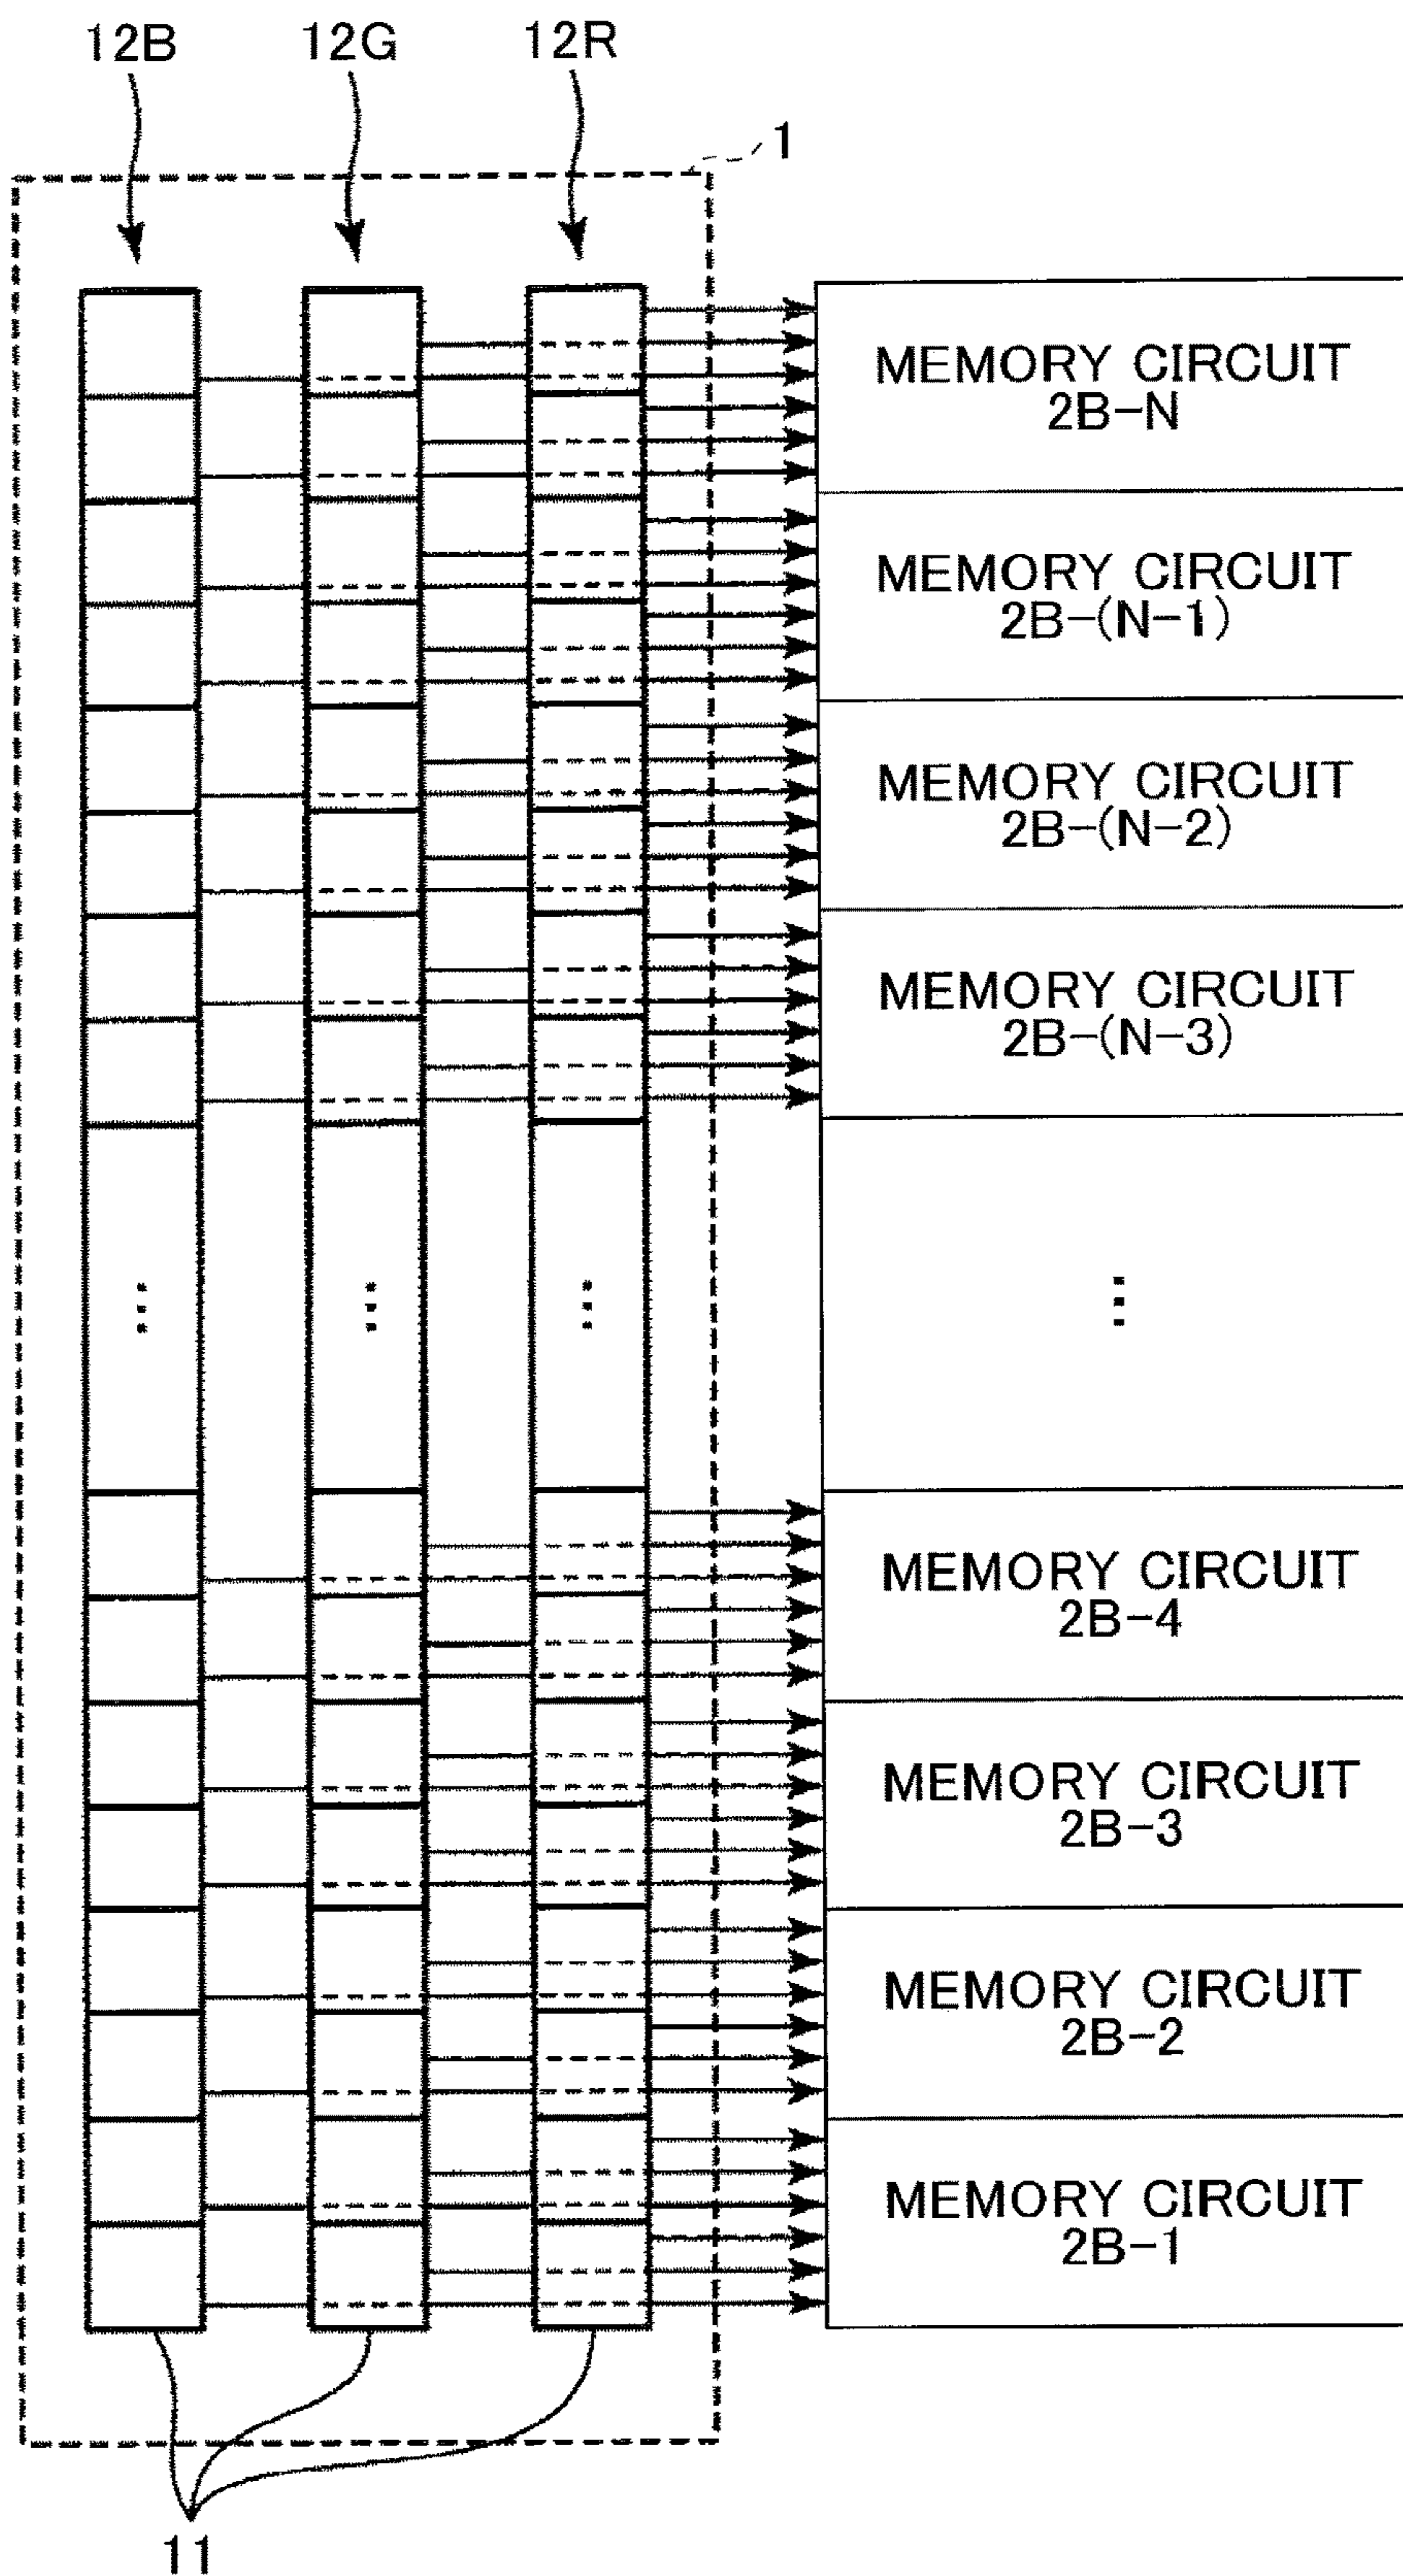 12B 12G 12R
1
MEMORY CIRCUIT
2B-N
MEMORY CIRCUIT
2B-(N-1)
MEMORY CIRCUIT
2B-(N-2)
MEMORY CIRCUIT
2B-(N-3)
⋮ ⋮ ⋮ ⋮
MEMORY CIRCUIT
2B-4
MEMORY CIRCUIT
2B-3
MEMORY CIRCUIT
2B-2
MEMORY CIRCUIT
2B-1
11